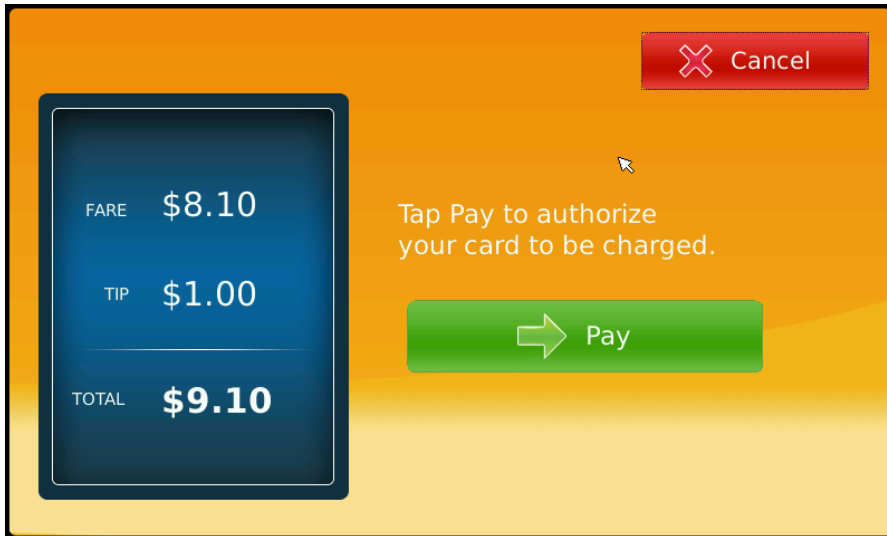 Cancel
FARE $8.10
TIP $1.00
TOTAL $9.10
Tap Pay to authorize
your card to be charged.
Pay